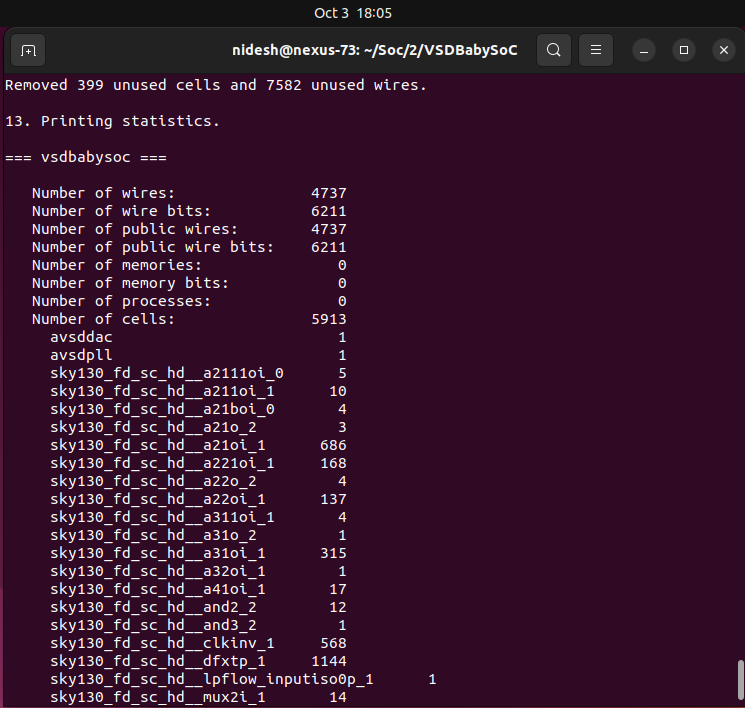 Oct 3 18:05
nidesh@nexus-73: ~/Soc/2/VSDBabySoC
Removed 399 unused cells and 7582 unused wires.
13. Printing statistics.
=== vsdbabysoc ===
Number of wires: 4737
Number of wire bits: 6211
Number of public wires: 4737
Number of public wire bits: 6211
Number of memories: 0
Number of memory bits: 0
Number of processes: 0
Number of cells: 5913
avsddac 1
avsdpll 1
sky130_fd_sc_hd__a2111oi_0 5
sky130_fd_sc_hd__a211oi_1 10
sky130_fd_sc_hd__a21boi_0 4
sky130_fd_sc_hd__a21o_2 3
sky130_fd_sc_hd__a21oi_1 686
sky130_fd_sc_hd__a221oi_1 168
sky130_fd_sc_hd__a22o_2 4
sky130_fd_sc_hd__a22oi_1 137
sky130_fd_sc_hd__a311oi_1 4
sky130_fd_sc_hd__a31o_2 1
sky130_fd_sc_hd__a31oi_1 315
sky130_fd_sc_hd__a32oi_1 1
sky130_fd_sc_hd__a41oi_1 17
sky130_fd_sc_hd__and2_2 12
sky130_fd_sc_hd__and3_2 1
sky130_fd_sc_hd__clkinv_1 568
sky130_fd_sc_hd__dfxtp_1 1144
sky130_fd_sc_hd__lpflow_inputiso0p_1 1
sky130_fd_sc_hd__mux2i_1 14